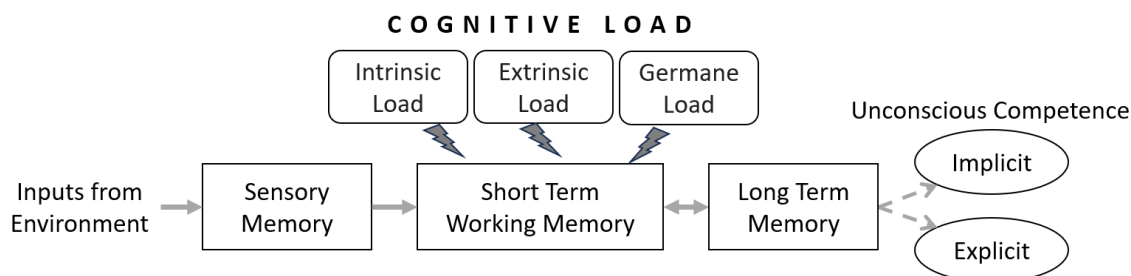 COGNITIVE LOAD
Intrinsic
Load
Extrinsic
Load
Germane
Load
Unconscious Competence
Inputs from
Environment
Sensory
Memory
Short Term
Working Memory
Long Term
Memory
Implicit
Explicit